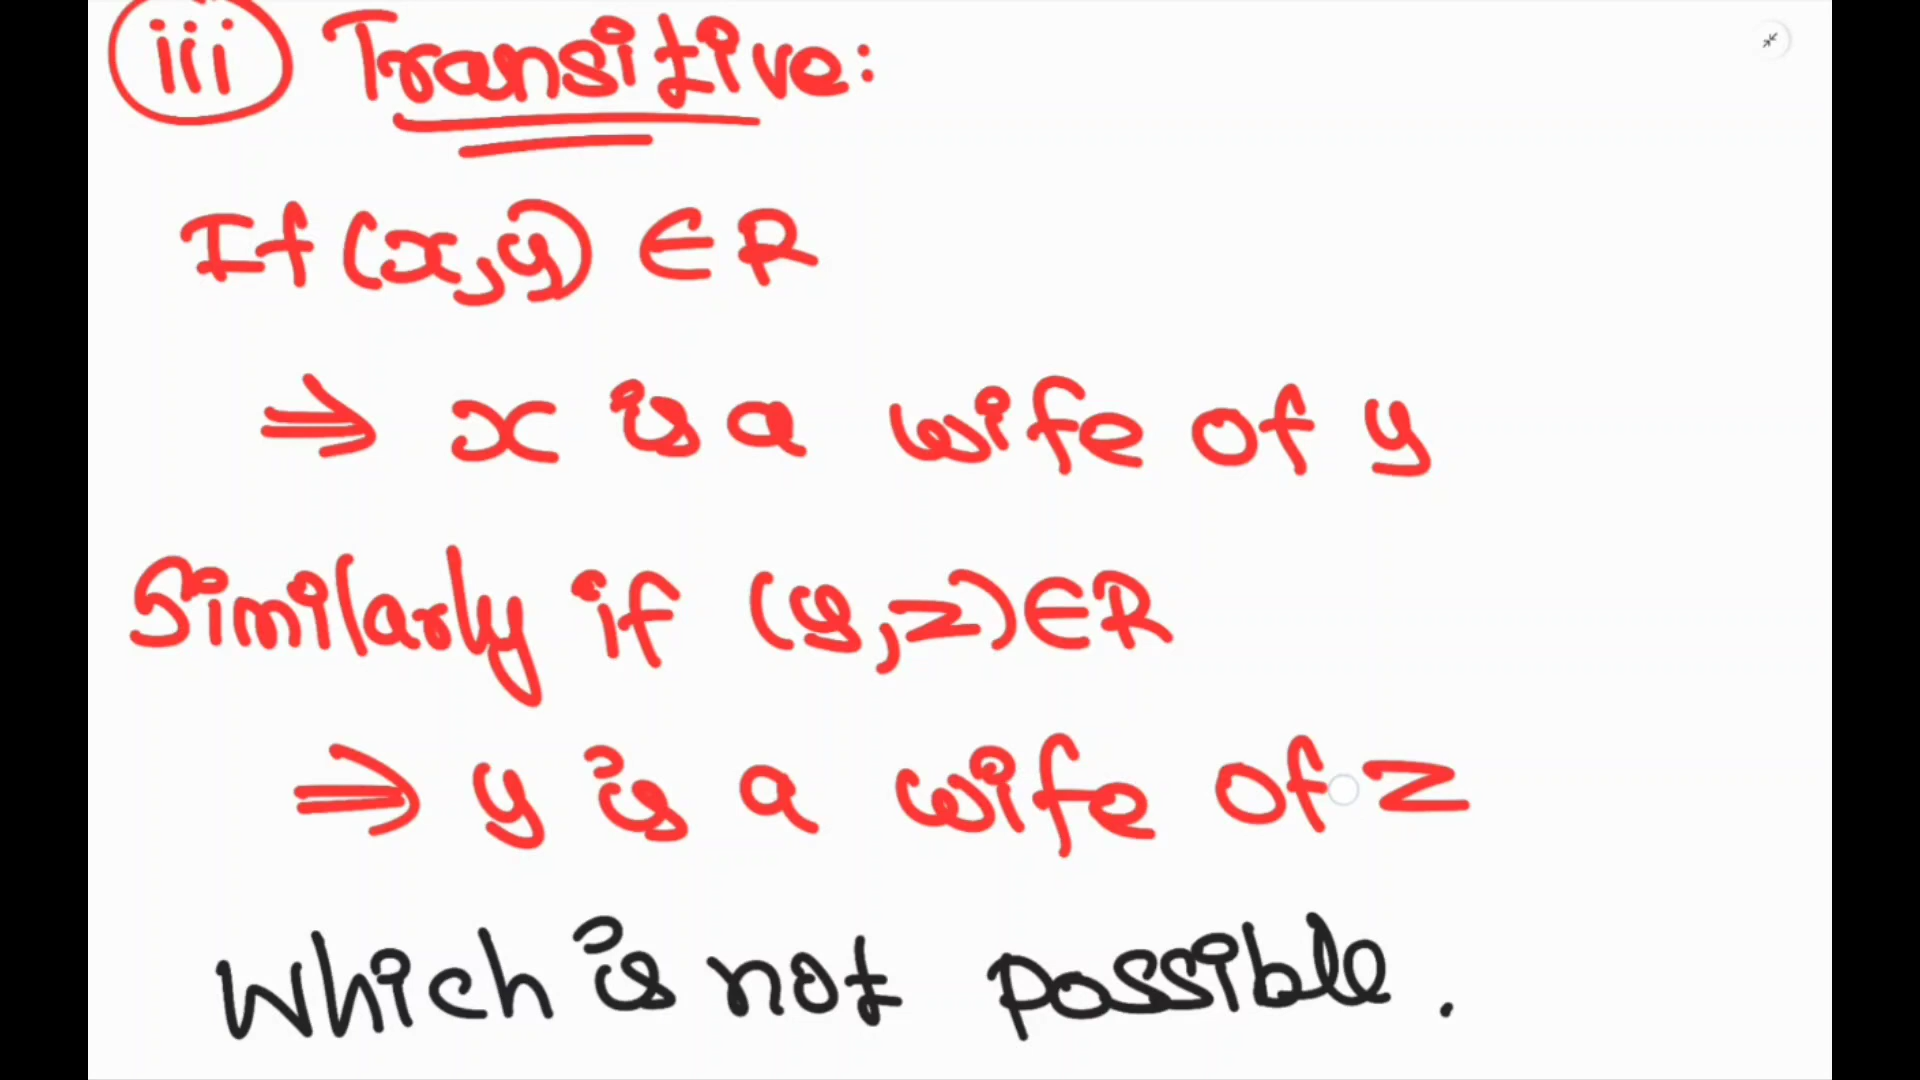 iii Transitive:
If (x,y) ∈ R
⇒ x is a wife of y
Similarly if (y,z) ∈ R
⇒ y is a wife of z
Which is not possible.